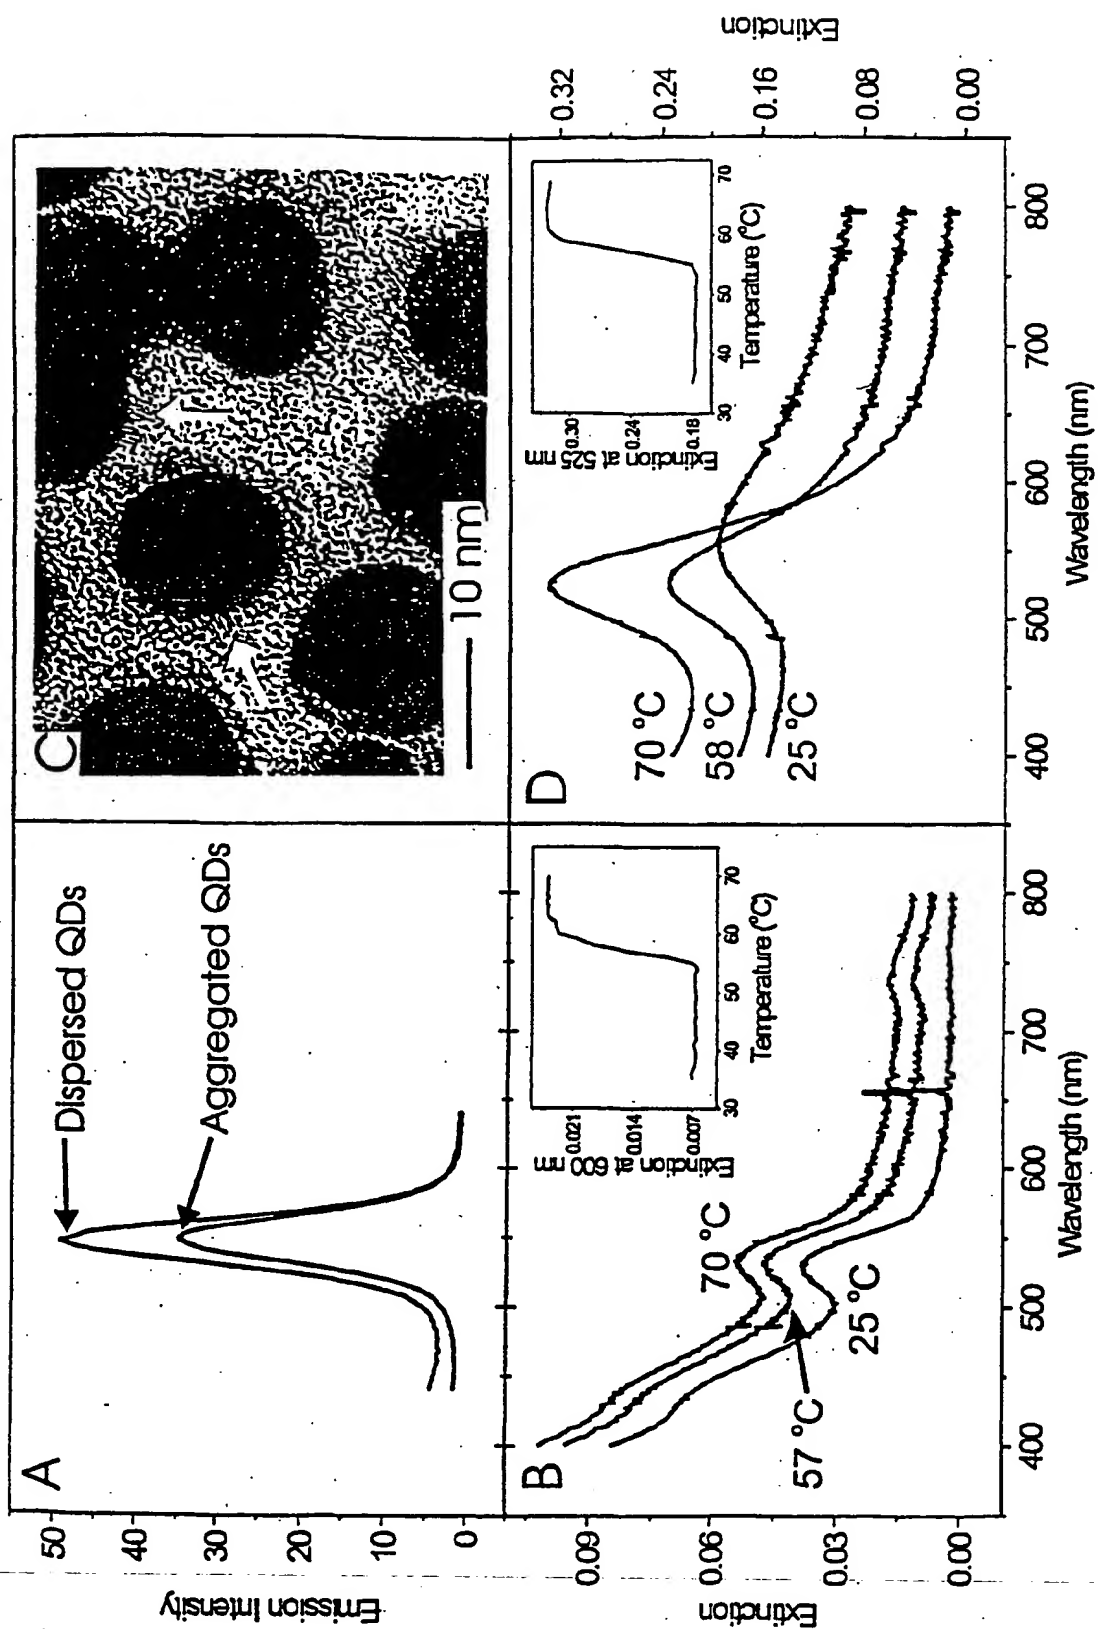 A
Dispersed QDs
Aggregated QDs
50
40
30
20
10
0
Emission Intensity
C
10 nm
B
70 °C
57 °C
25 °C
0.09
0.06
0.03
0.00
Extinction
400
500
600
700
800
Wavelength (nm)
Extinction at 600 nm
0.021
0.014
0.007
30
40
50
60
70
Temperature (°C)
D
70 °C
58 °C
25 °C
0.32
0.24
0.16
0.08
0.00
Extinction
400
500
600
700
800
Wavelength (nm)
Extinction at 525 nm
0.30
0.24
0.18
30
40
50
60
70
Temperature (°C)